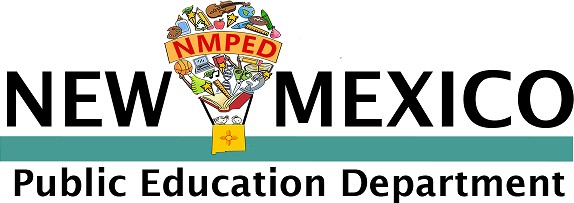 NMPED
NEW MEXICO
Public Education Department